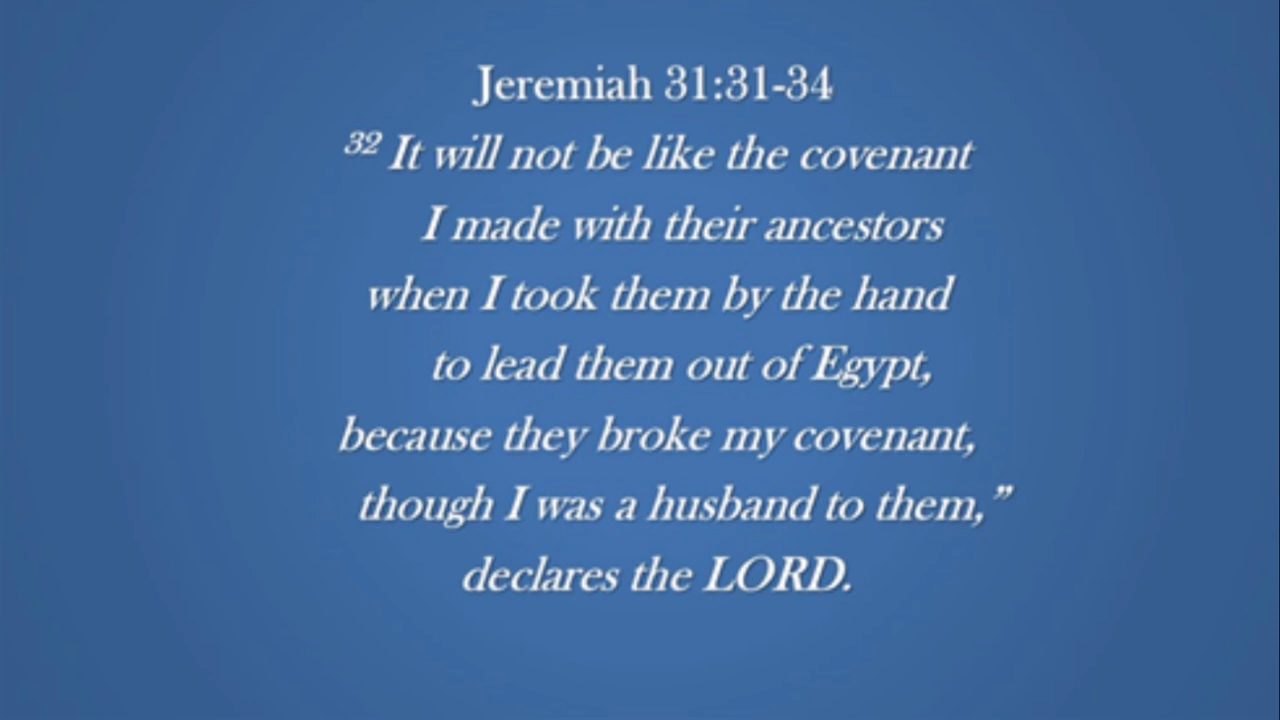 Jeremiah 31:31-34
32 It will not be like the covenant
I made with their ancestors
when I took them by the hand
to lead them out of Egypt,
because they broke my covenant,
though I was a husband to them,”
declares the LORD.